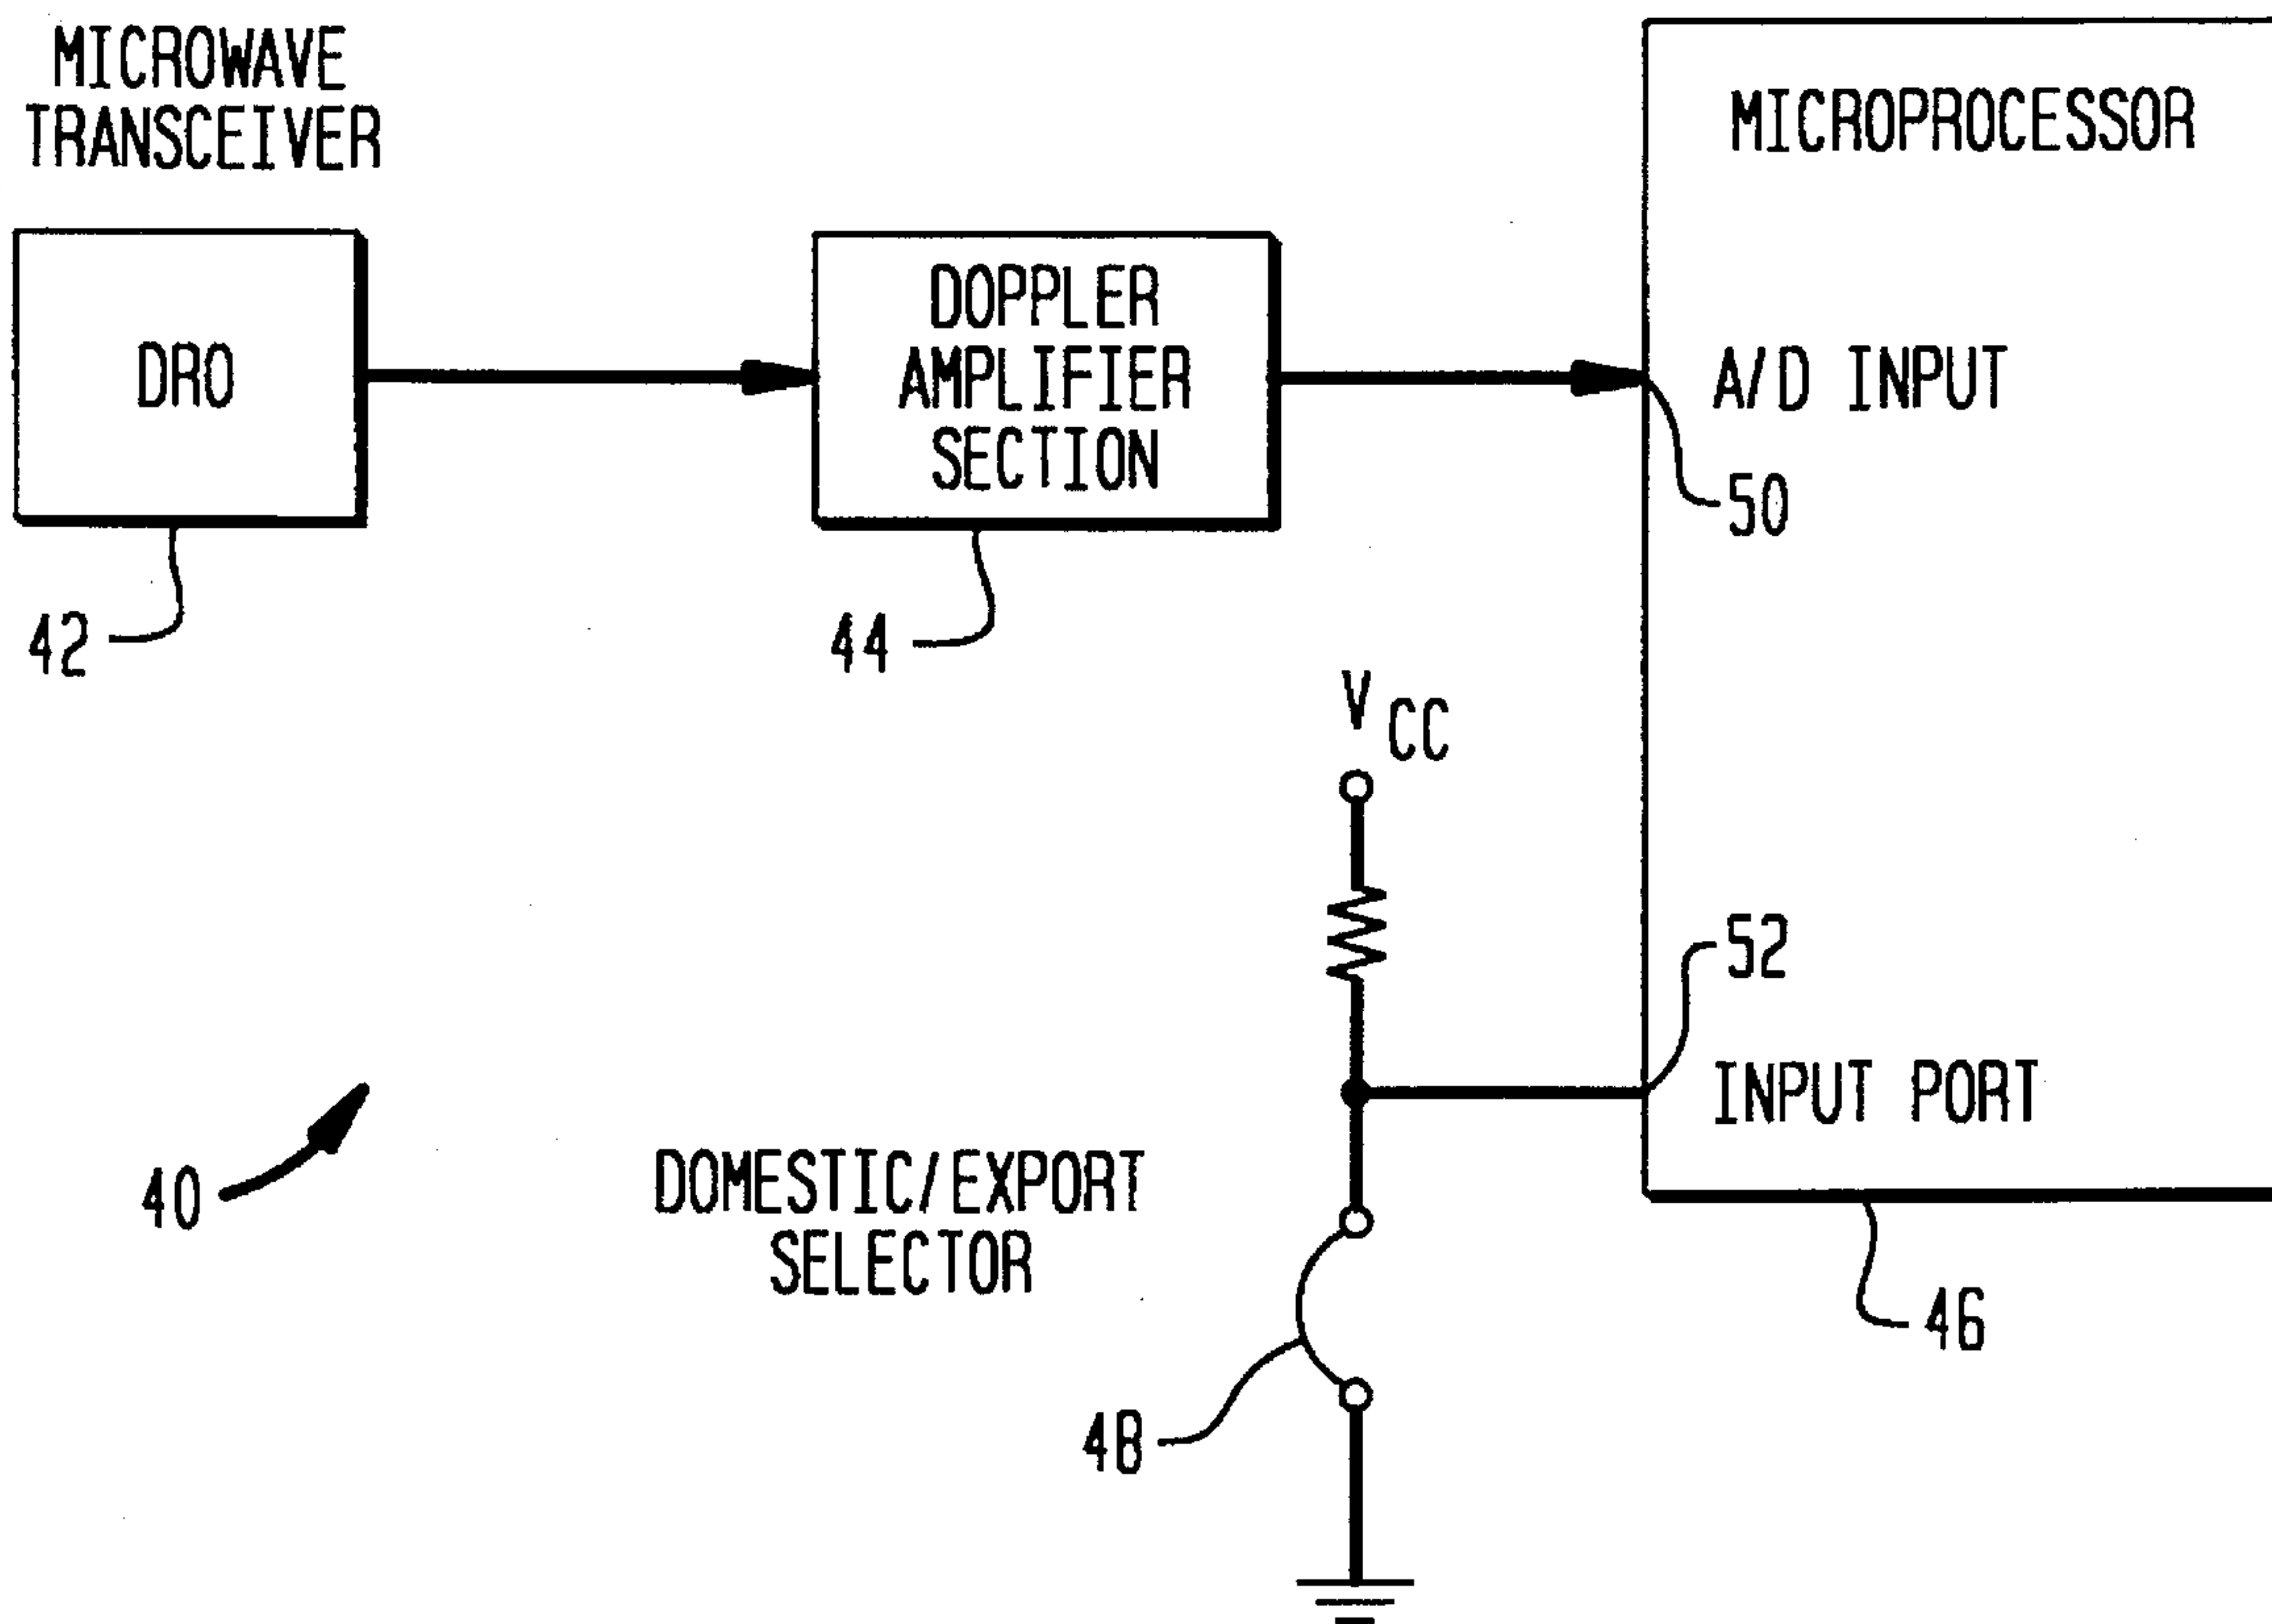 MICROWAVE
TRANSCEIVER
DRO
42
DOPPLER
AMPLIFIER
SECTION
44
MICROPROCESSOR
A/D INPUT
50
VCC
52
INPUT PORT
46
40
DOMESTIC/EXPORT
SELECTOR
48